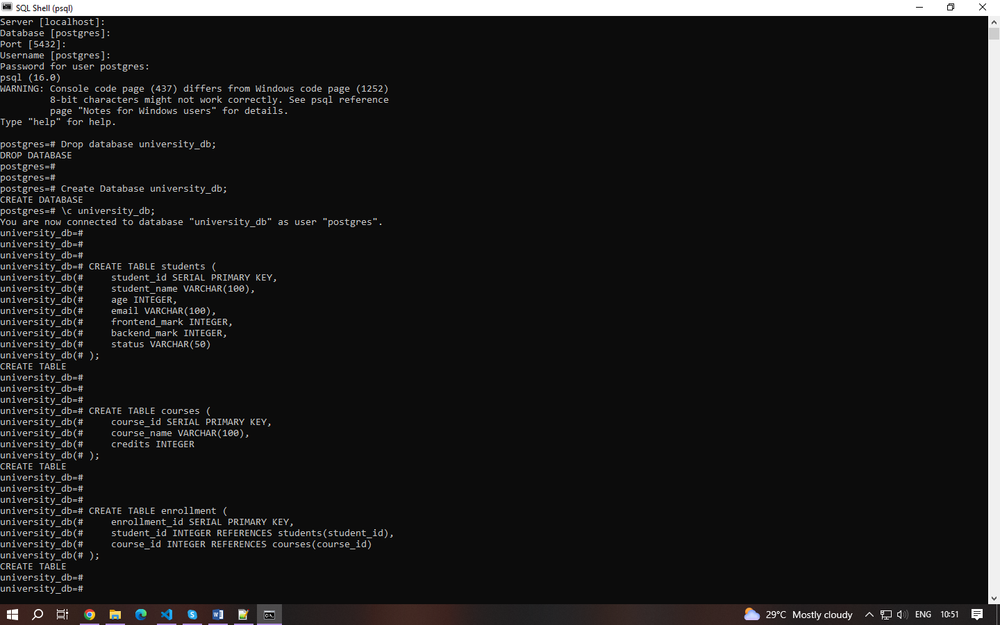 SQL Shell (psql)
Server [localhost]:
Database [postgres]:
Port [5432]:
Username [postgres]:
Password for user postgres:
psql (16.0)
WARNING: Console code page (437) differs from Windows code page (1252)
         8-bit characters might not work correctly. See psql reference
         page "Notes for Windows users" for details.
Type "help" for help.
postgres=# Drop database university_db;
DROP DATABASE
postgres=#
postgres=#
postgres=# Create Database university_db;
CREATE DATABASE
postgres=# \c university_db;
You are now connected to database "university_db" as user "postgres".
university_db=#
university_db=#
university_db=#
university_db=# CREATE TABLE students (
university_db(#     student_id SERIAL PRIMARY KEY,
university_db(#     student_name VARCHAR(100),
university_db(#     age INTEGER,
university_db(#     email VARCHAR(100),
university_db(#     frontend_mark INTEGER,
university_db(#     backend_mark INTEGER,
university_db(#     status VARCHAR(50)
university_db(# );
CREATE TABLE
university_db=#
university_db=#
university_db=#
university_db=# CREATE TABLE courses (
university_db(#     course_id SERIAL PRIMARY KEY,
university_db(#     course_name VARCHAR(100),
university_db(#     credits INTEGER
university_db(# );
CREATE TABLE
university_db=#
university_db=#
university_db=#
university_db=# CREATE TABLE enrollment (
university_db(#     enrollment_id SERIAL PRIMARY KEY,
university_db(#     student_id INTEGER REFERENCES students(student_id),
university_db(#     course_id INTEGER REFERENCES courses(course_id)
university_db(# );
CREATE TABLE
university_db=#
university_db=#
29°C Mostly cloudy ENG 10:51